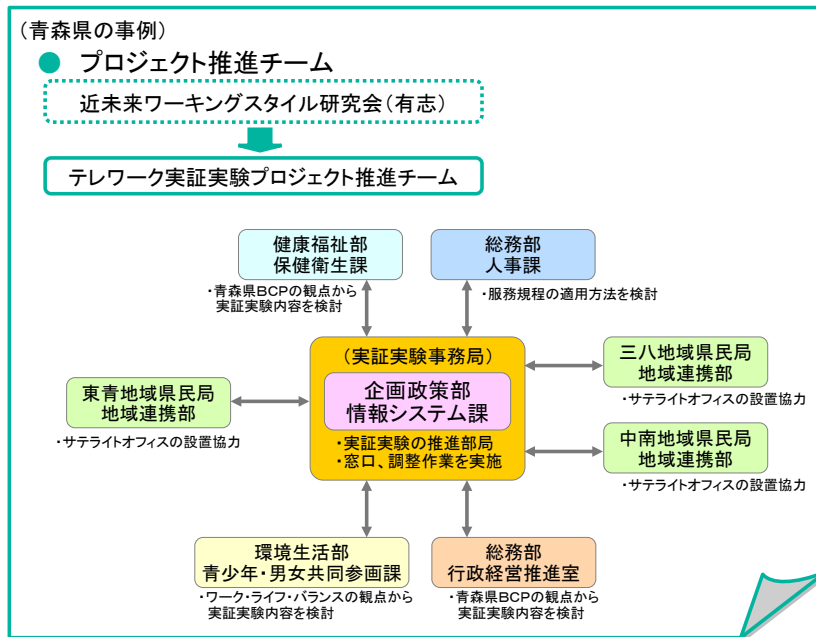 （青森県の事例）
● プロジェクト推進チーム
近未来ワーキングスタイル研究会（有志）
テレワーク実証実験プロジェクト推進チーム
健康福祉部
保健衛生課
・青森県BCPの観点から
実証実験内容を検討
総務部
人事課
・服務規程の適用方法を検討
（実証実験事務局）
企画政策部
情報システム課
・実証実験の推進部局
・窓口、調整作業を実施
東青地域県民局
地域連携部
・サテライトオフィスの設置協力
三八地域県民局
地域連携部
・サテライトオフィスの設置協力
中南地域県民局
地域連携部
・サテライトオフィスの設置協力
環境生活部
青少年・男女共同参画課
・ワーク・ライフ・バランスの観点から
実証実験内容を検討
総務部
行政経営推進室
・青森県BCPの観点から
実証実験内容を検討